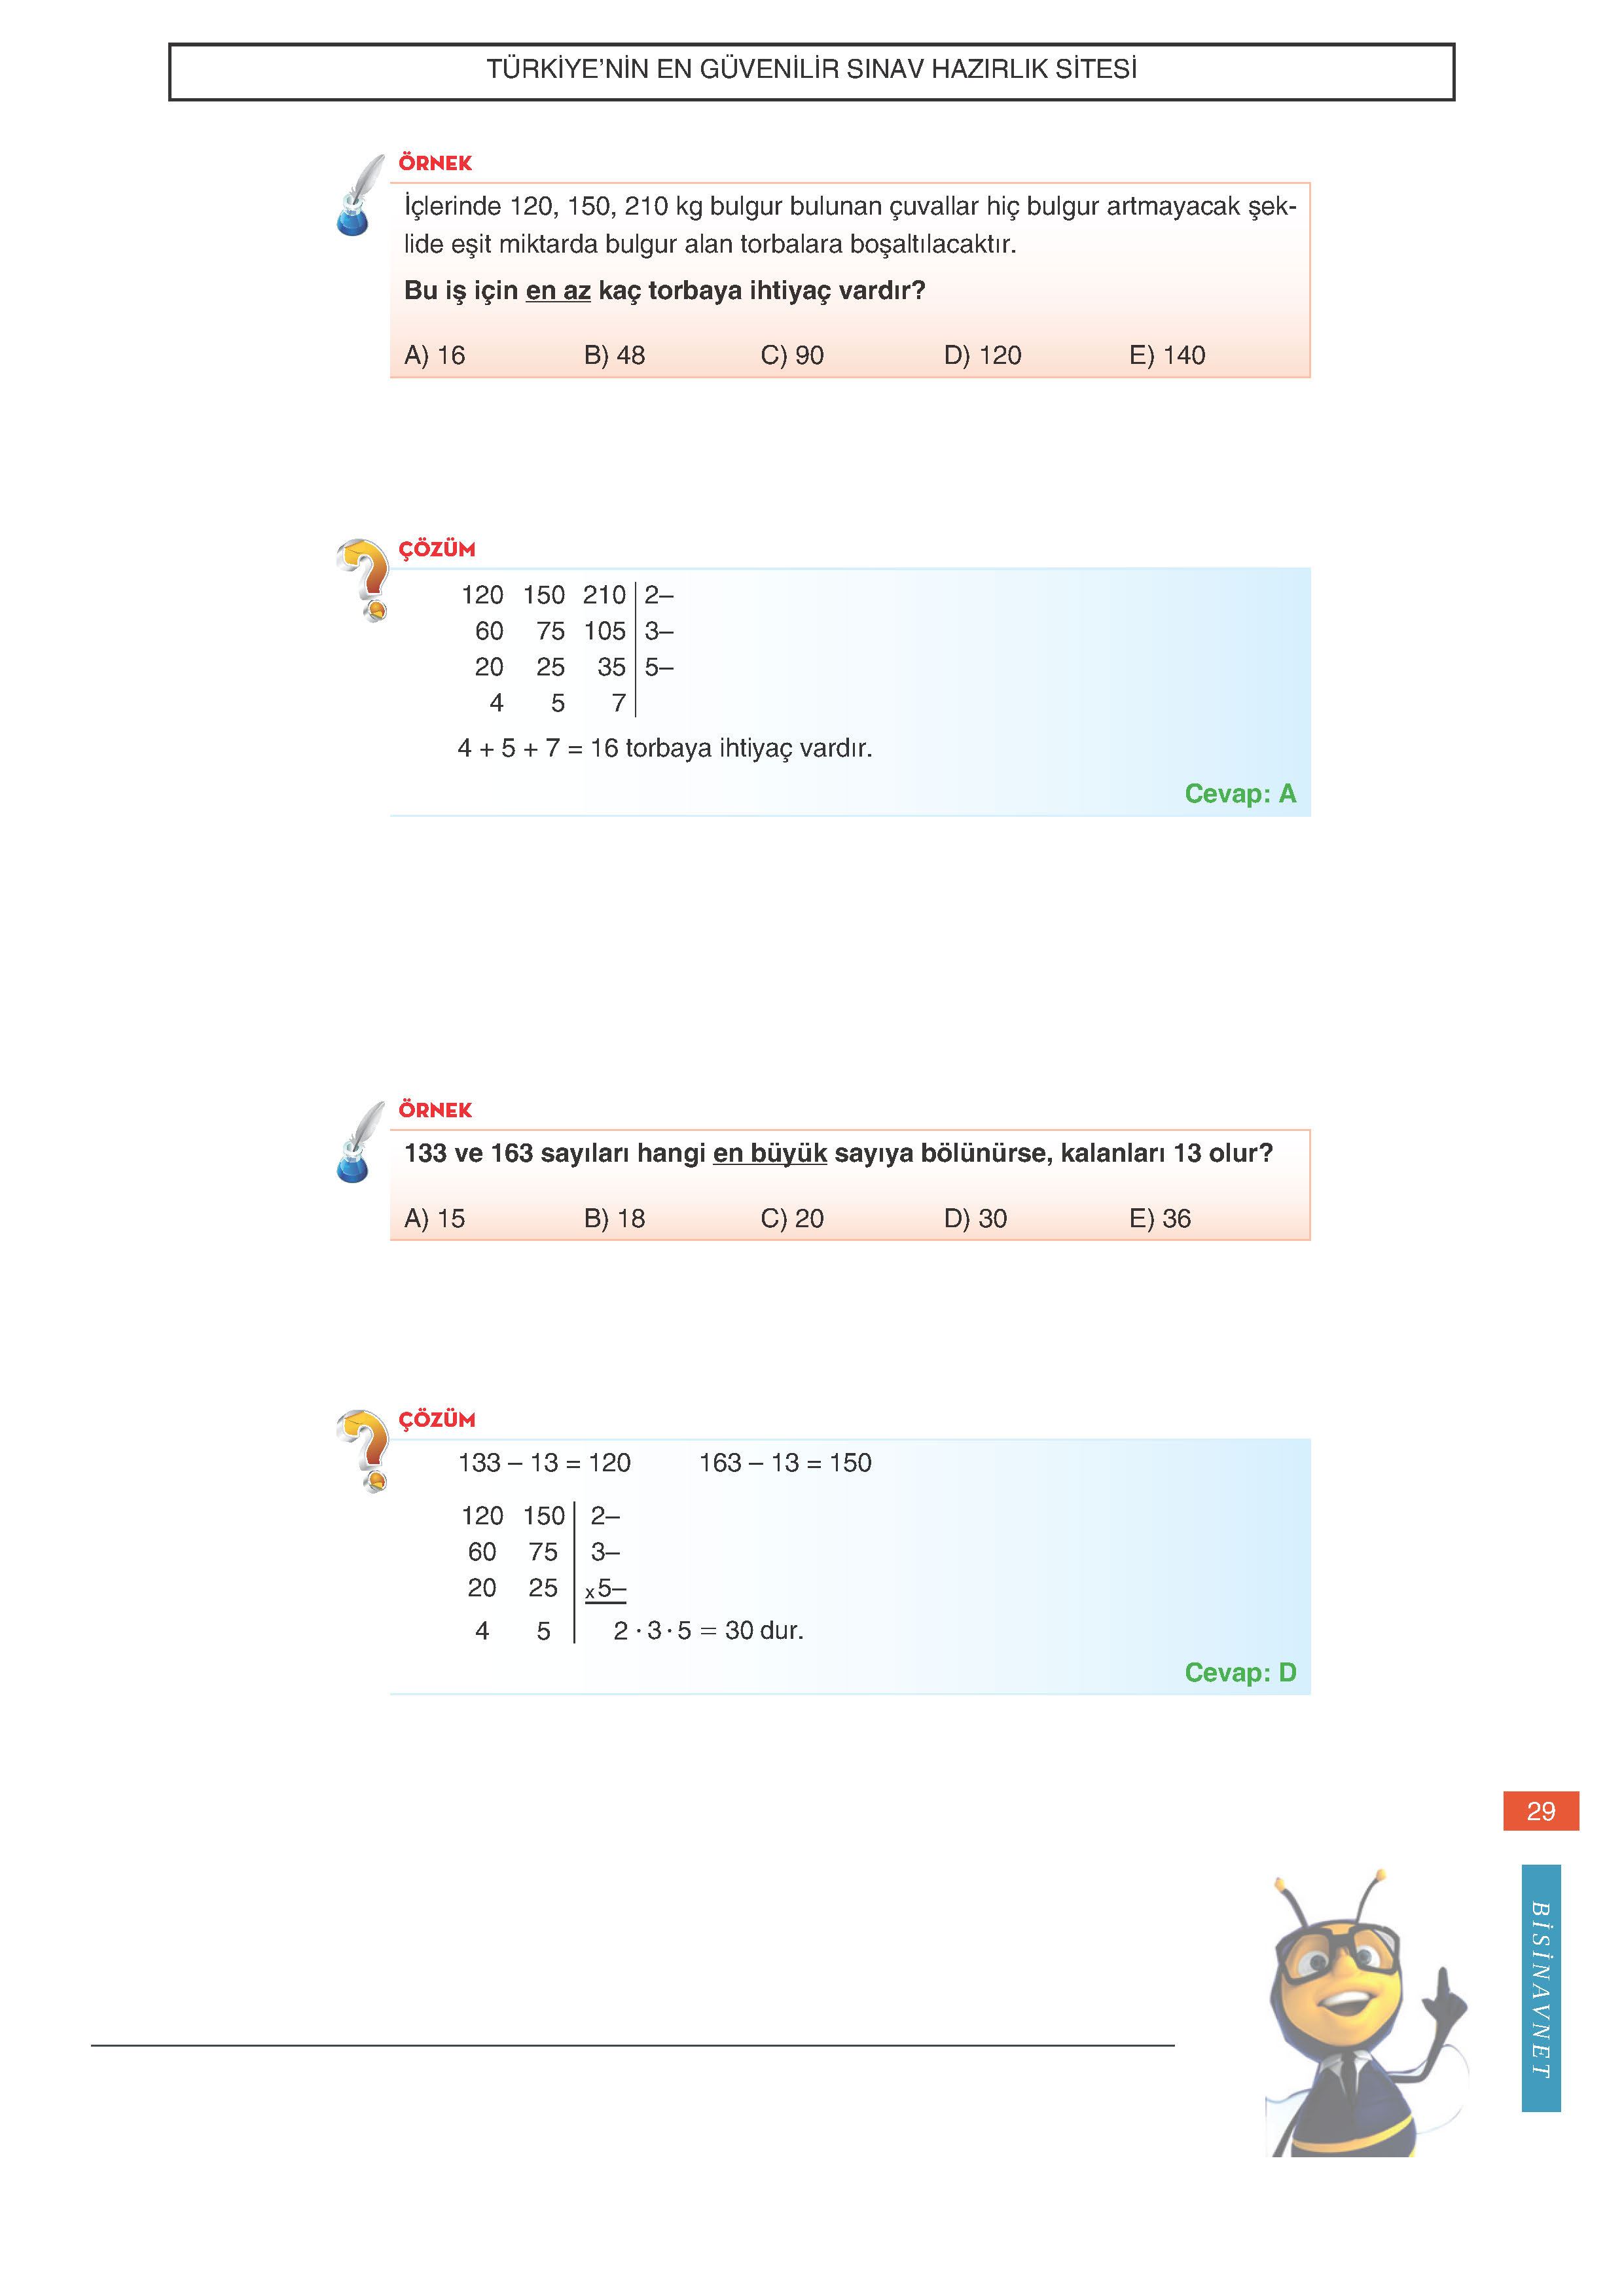 TÜRKİYE’NİN EN GÜVENİLİR SINAV HAZIRLIK SİTESİ
ÖRNEK
İçlerinde 120, 150, 210 kg bulgur bulunan çuvallar hiç bulgur artmayacak şek-
lide eşit miktarda bulgur alan torbalara boşaltılacaktır.
Bu iş için en az kaç torbaya ihtiyaç vardır?
A) 16 B) 48 C) 90 D) 120 E) 140
ÇÖZÜM
120 150 210 2–
60 75 105 3–
20 25 35 5–
4 5 7
4 + 5 + 7 = 16 torbaya ihtiyaç vardır.
Cevap: A
ÖRNEK
133 ve 163 sayıları hangi en büyük sayıya bölünürse, kalanları 13 olur?
A) 15 B) 18 C) 20 D) 30 E) 36
ÇÖZÜM
133 – 13 = 120 163 – 13 = 150
120 150 2–
60 75 3–
20 25 x5–
4 5 2 · 3 · 5 = 30 dur.
Cevap: D
29
BİSİNAVNET